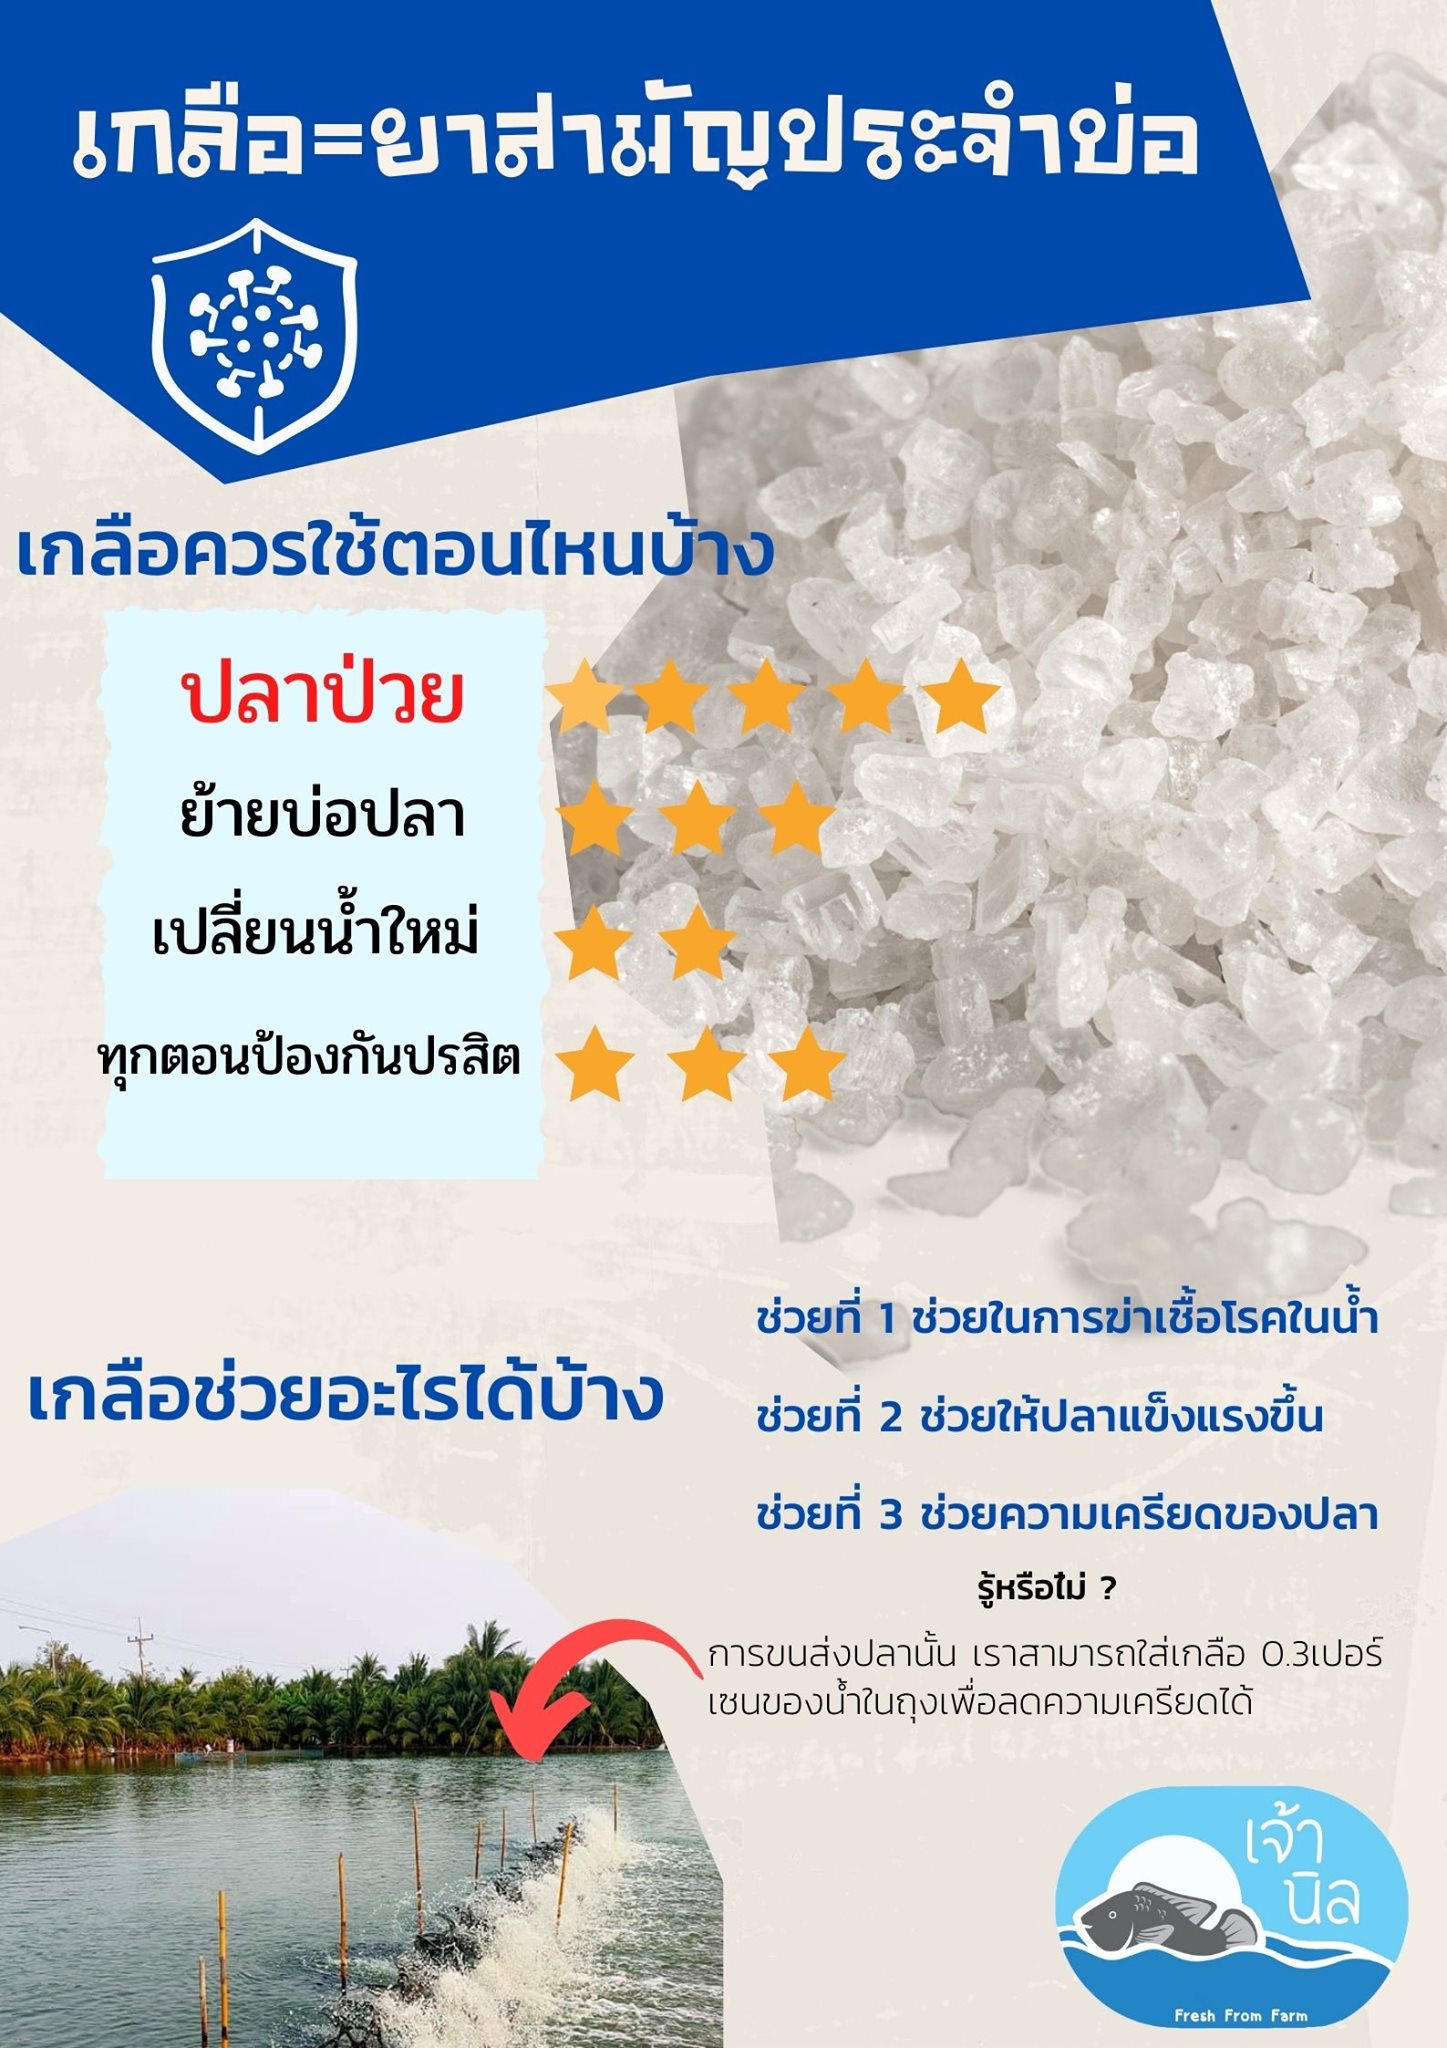 เกลือ=ยาสามัญประจำบ่อ
เกลือควรใช้ตอนไหนบ้าง
ปลาป่วย
ย้ายบ่อปลา
เปลี่ยนน้ำใหม่
ทุกตอนป้องกันปรสิต
เกลือช่วยอะไรได้บ้าง
ช่วยที่ 1 ช่วยในการฆ่าเชื้อโรคในน้ำ
ช่วยที่ 2 ช่วยให้ปลาแข็งแรงขึ้น
ช่วยที่ 3 ช่วยความเครียดของปลา
รู้หรือไม่ ?
การขนส่งปลานั้น เราสามารถใส่เกลือ 0.3เปอร์
เซนของน้ำในถุงเพื่อลดความเครียดได้
เจ้า
นิล
Fresh From Farm